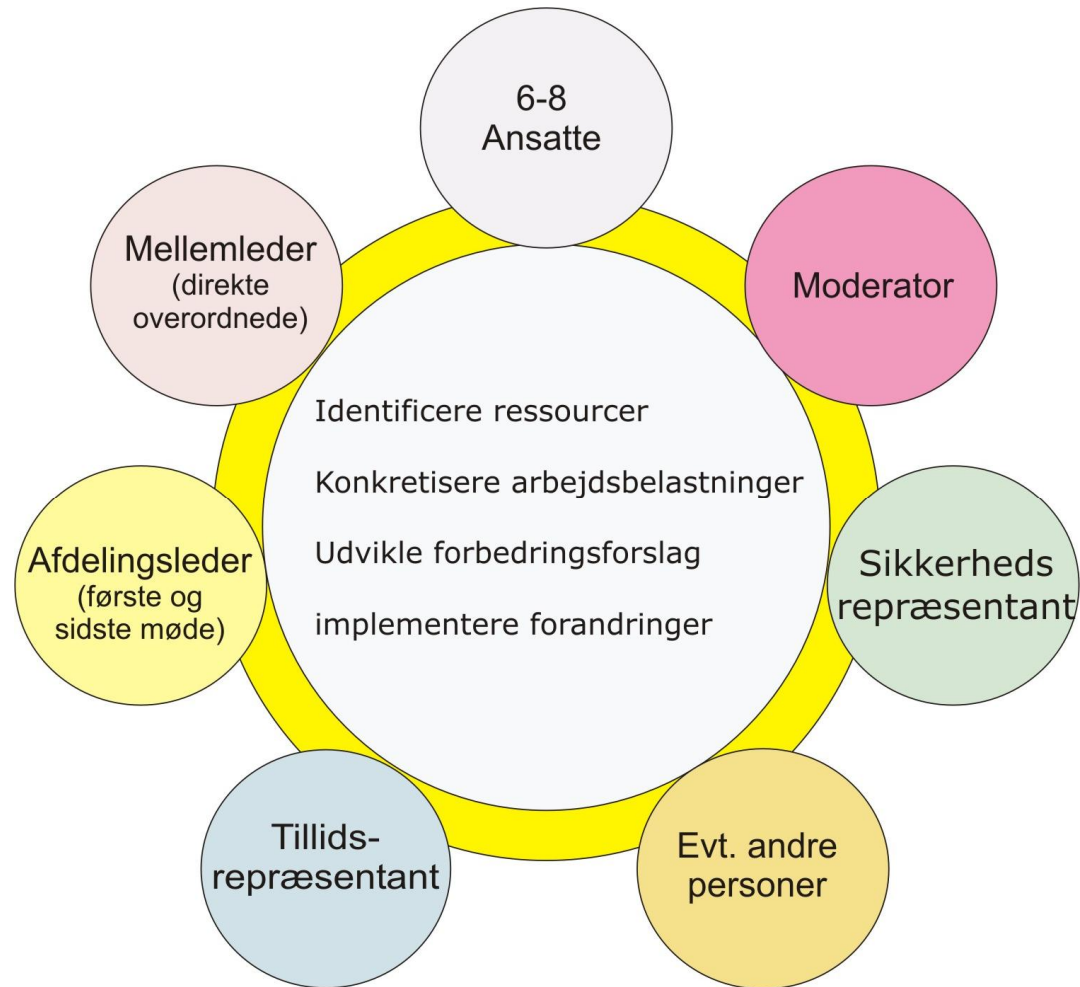 6-8
Ansatte
Mellemleder
(direkte
overordnede)
Moderator
Identificere ressourcer
Konkretisere arbejdsbelastninger
Udvikle forbedringsforslag
implementere forandringer
Afdelingsleder
(første og
sidste møde)
Sikkerheds
repræsentant
Tillids-
repræsentant
Evt. andre
personer